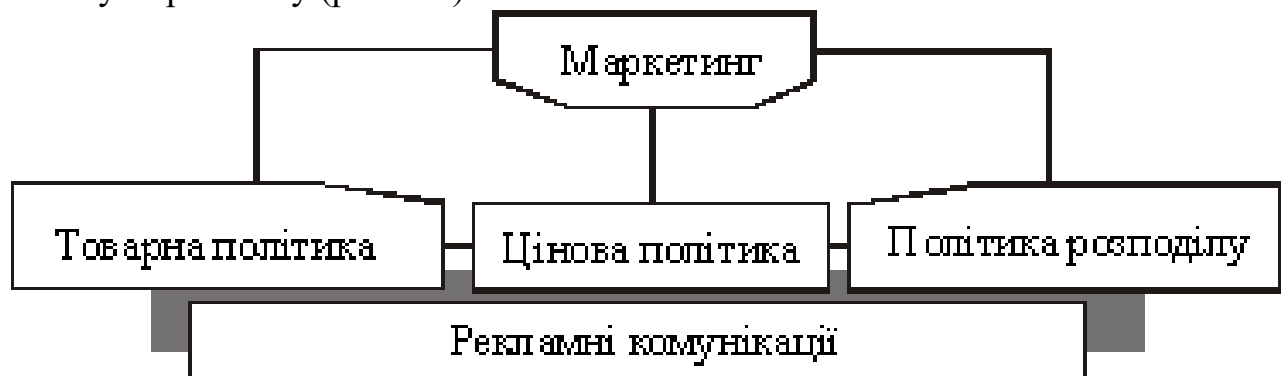 Маркетинг
Товарна політика
Цінова політика
Політика розподілу
Рекламні комунікації